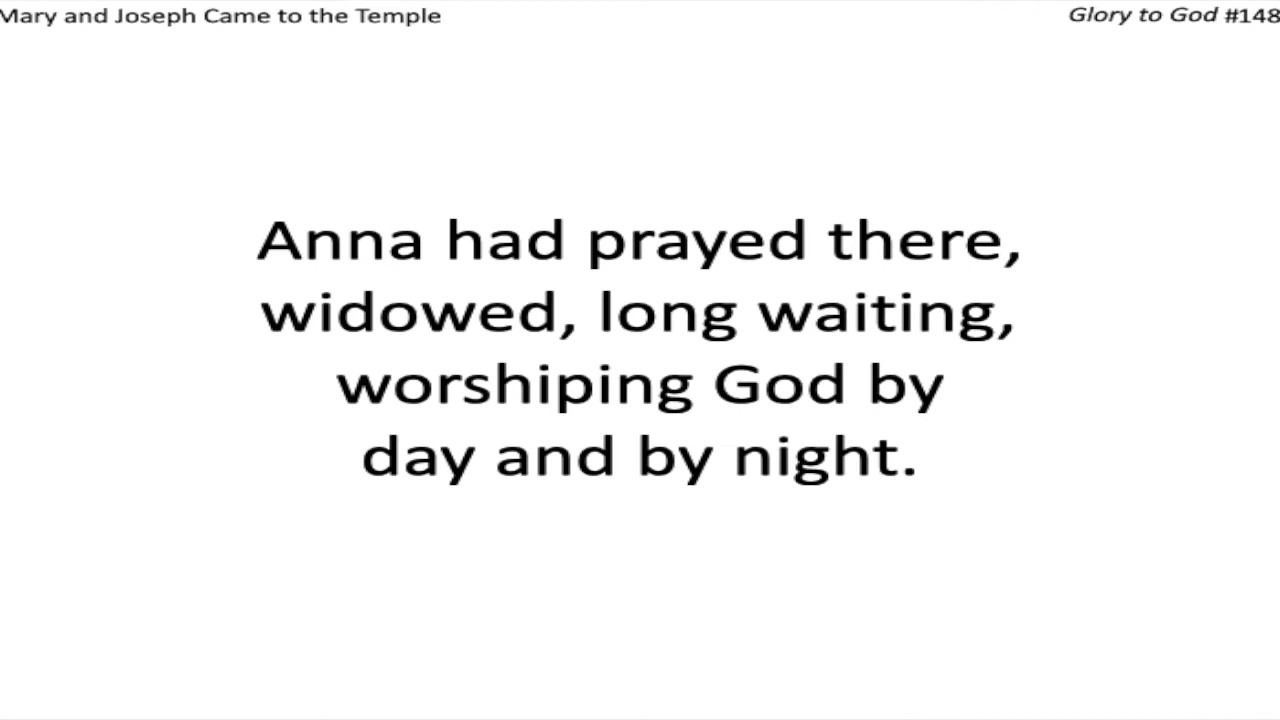 Mary and Joseph Came to the Temple
Glory to God #148
Anna had prayed there,
widowed, long waiting,
worshiping God by
day and by night.